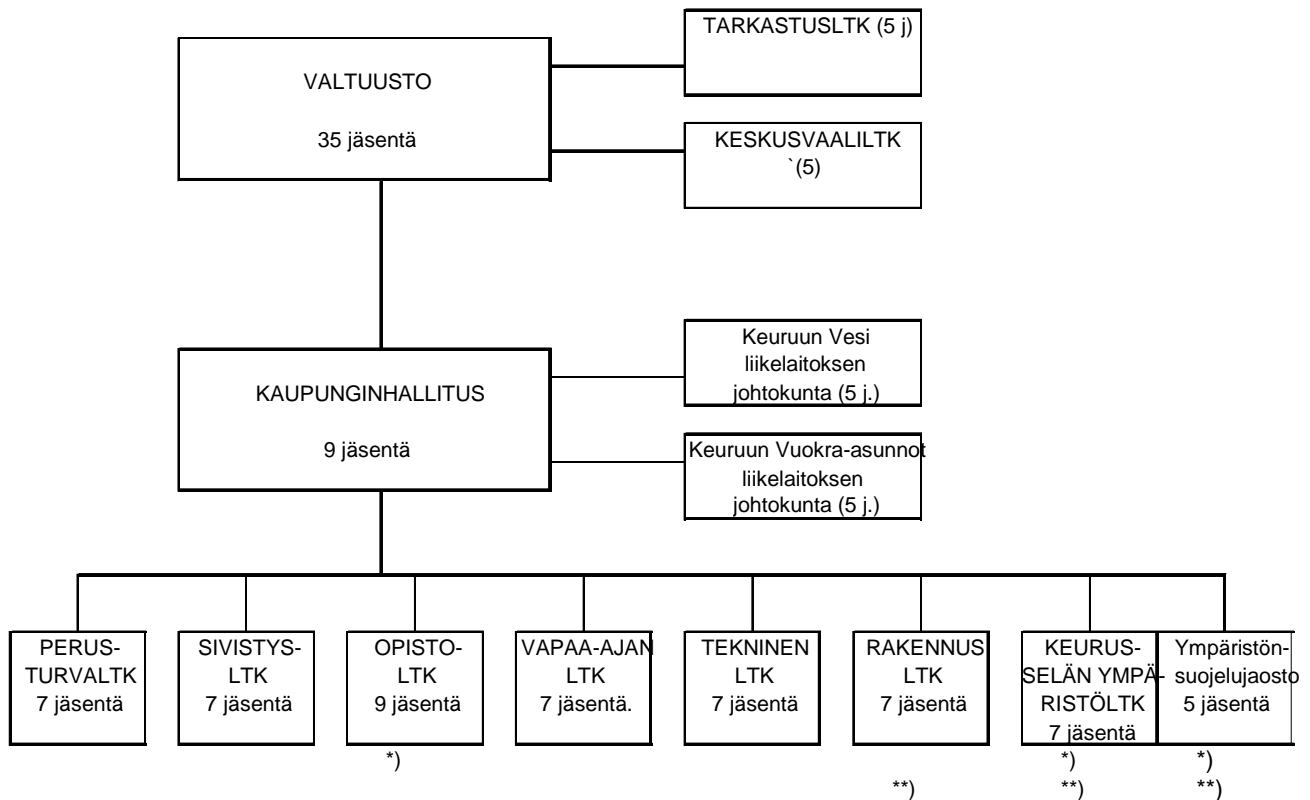 TARKASTUSLTK (5 j)
VALTUUSTO
35 jäsentä
KESKUSVAALILTK
`(5)
Keuruun Vesi
liikelaitoksen
johtokunta (5 j.)
KAUPUNGINHALLITUS
9 jäsentä
Keuruun Vuokra-asunnot
liikelaitoksen
johtokunta (5 j.)
PERUS-
TURVALTK
7 jäsentä
SIVISTYS-
LTK
7 jäsentä
OPISTO-
LTK
9 jäsentä
*)
VAPAA-AJAN
LTK
7 jäsentä.
TEKNINEN
LTK
7 jäsentä
RAKENNUS
LTK
7 jäsentä
**)
KEURUS-
SELÄN YMPÄ-
RISTÖLTK
7 jäsentä
*)
**)
Ympäristön-
suojelujaosto
5 jäsentä
*)
**)